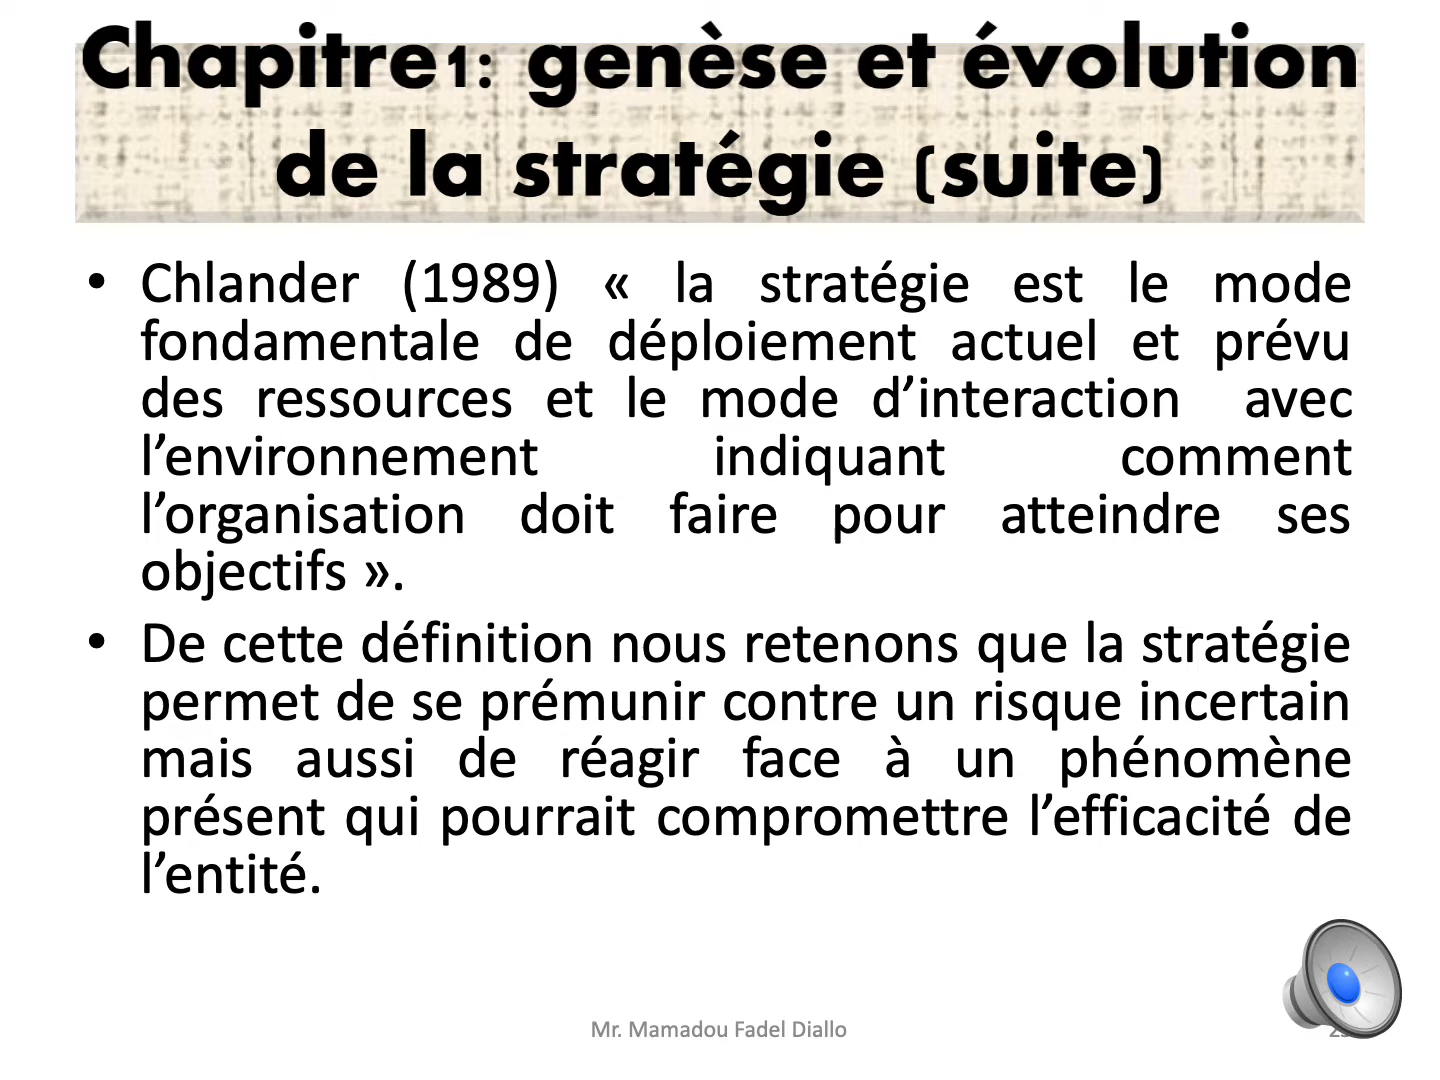 Chapitre1: genèse et évolution
de la stratégie (suite)
• Chlander (1989) « la stratégie est le mode
fondamentale de déploiement actuel et prévu
des ressources et le mode d’interaction avec
l’environnement indiquant comment
l’organisation doit faire pour atteindre ses
objectifs ».
• De cette définition nous retenons que la stratégie
permet de se prémunir contre un risque incertain
mais aussi de réagir face à un phénomène
présent qui pourrait compromettre l’efficacité de
l’entité.
Mr. Mamadou Fadel Diallo